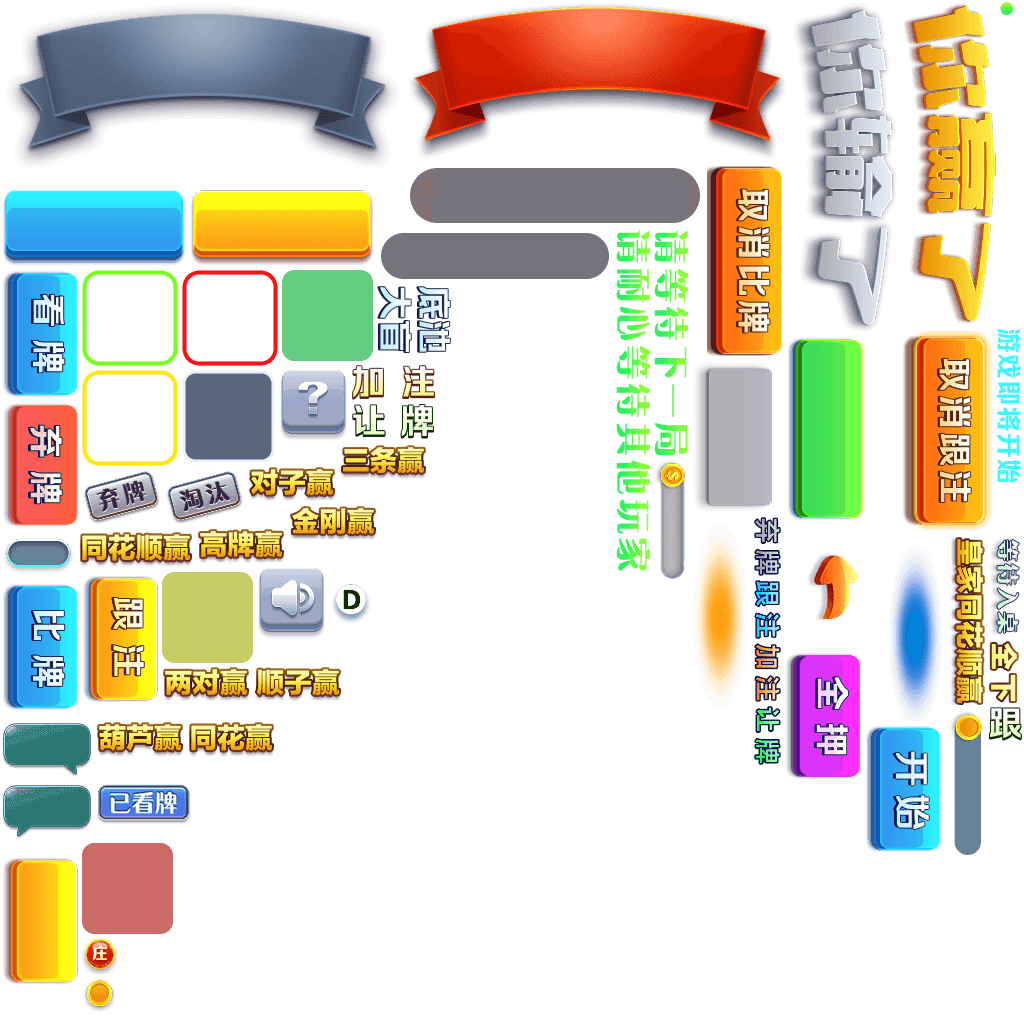 你输了
你赢了
取消比牌
请等待下一局
请耐心等待其他玩家
看牌
底池
大盲
游戏即将开始
取消跟注
?
加 注
让 牌
弃牌
三条赢
弃牌
淘汰
对子赢
金刚赢
同花顺赢
高牌赢
等待入桌
皇家同花顺赢
弃牌跟注加注让牌
比牌
跟注
D
全下
跟
两对赢
顺子赢
全押
葫芦赢
同花赢
开始
已看牌
庄